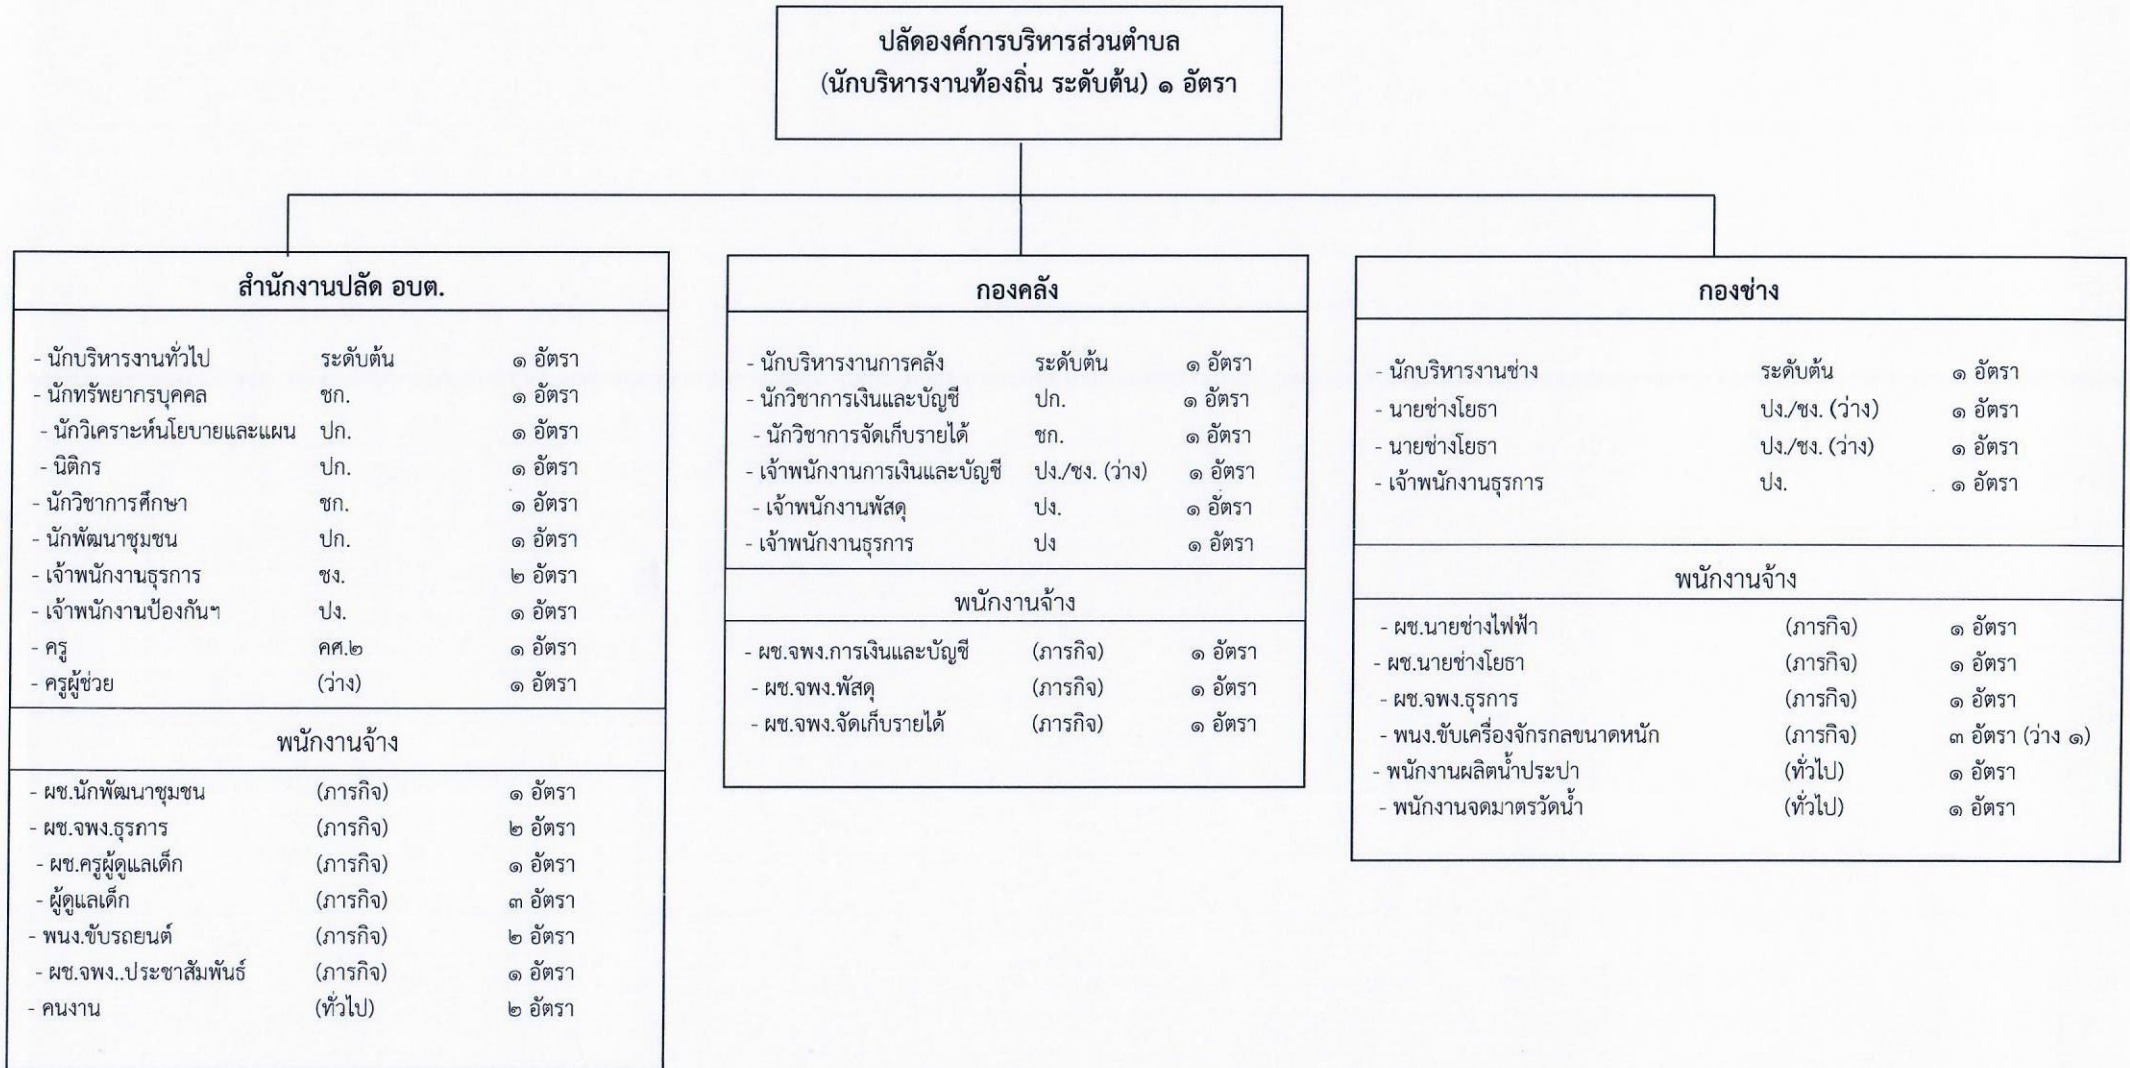 ปลัดองค์การบริหารส่วนตำบล
(นักบริหารงานท้องถิ่น ระดับต้น) ๑ อัตรา
สำนักงานปลัด อบต.
- นักบริหารงานทั่วไป ระดับต้น ๑ อัตรา
- นักทรัพยากรบุคคล ชก. ๑ อัตรา
- นักวิเคราะห์นโยบายและแผน ปก. ๑ อัตรา
- นิติกร ปก. ๑ อัตรา
- นักวิชาการศึกษา ชก. ๑ อัตรา
- นักพัฒนาชุมชน ปก. ๑ อัตรา
- เจ้าพนักงานธุรการ ชง. ๒ อัตรา
- เจ้าพนักงานป้องกันฯ ปง. ๑ อัตรา
- ครู คศ.๒ ๑ อัตรา
- ครูผู้ช่วย (ว่าง) ๑ อัตรา
พนักงานจ้าง
- ผช.นักพัฒนาชุมชน (ภารกิจ) ๑ อัตรา
- ผช.จพง.ธุรการ (ภารกิจ) ๒ อัตรา
- ผช.ครูผู้ดูแลเด็ก (ภารกิจ) ๑ อัตรา
- ผู้ดูแลเด็ก (ภารกิจ) ๓ อัตรา
- พนง.ขับรถยนต์ (ภารกิจ) ๒ อัตรา
- ผช.จพง..ประชาสัมพันธ์ (ภารกิจ) ๑ อัตรา
- คนงาน (ทั่วไป) ๒ อัตรา
กองคลัง
- นักบริหารงานการคลัง ระดับต้น ๑ อัตรา
- นักวิชาการเงินและบัญชี ปก. ๑ อัตรา
- นักวิชาการจัดเก็บรายได้ ชก. ๑ อัตรา
- เจ้าพนักงานการเงินและบัญชี ปง./ชง. (ว่าง) ๑ อัตรา
- เจ้าพนักงานพัสดุ ปง. ๑ อัตรา
- เจ้าพนักงานธุรการ ปง ๑ อัตรา
พนักงานจ้าง
- ผช.จพง.การเงินและบัญชี (ภารกิจ) ๑ อัตรา
- ผช.จพง.พัสดุ (ภารกิจ) ๑ อัตรา
- ผช.จพง.จัดเก็บรายได้ (ภารกิจ) ๑ อัตรา
กองช่าง
- นักบริหารงานช่าง ระดับต้น ๑ อัตรา
- นายช่างโยธา ปง./ชง. (ว่าง) ๑ อัตรา
- นายช่างโยธา ปง./ชง. (ว่าง) ๑ อัตรา
- เจ้าพนักงานธุรการ ปง. ๑ อัตรา
พนักงานจ้าง
- ผช.นายช่างไฟฟ้า (ภารกิจ) ๑ อัตรา
- ผช.นายช่างโยธา (ภารกิจ) ๑ อัตรา
- ผช.จพง.ธุรการ (ภารกิจ) ๑ อัตรา
- พนง.ขับเครื่องจักรกลขนาดหนัก (ภารกิจ) ๓ อัตรา (ว่าง ๑)
- พนักงานผลิตน้ำประปา (ทั่วไป) ๑ อัตรา
- พนักงานจดมาตรวัดน้ำ (ทั่วไป) ๑ อัตรา